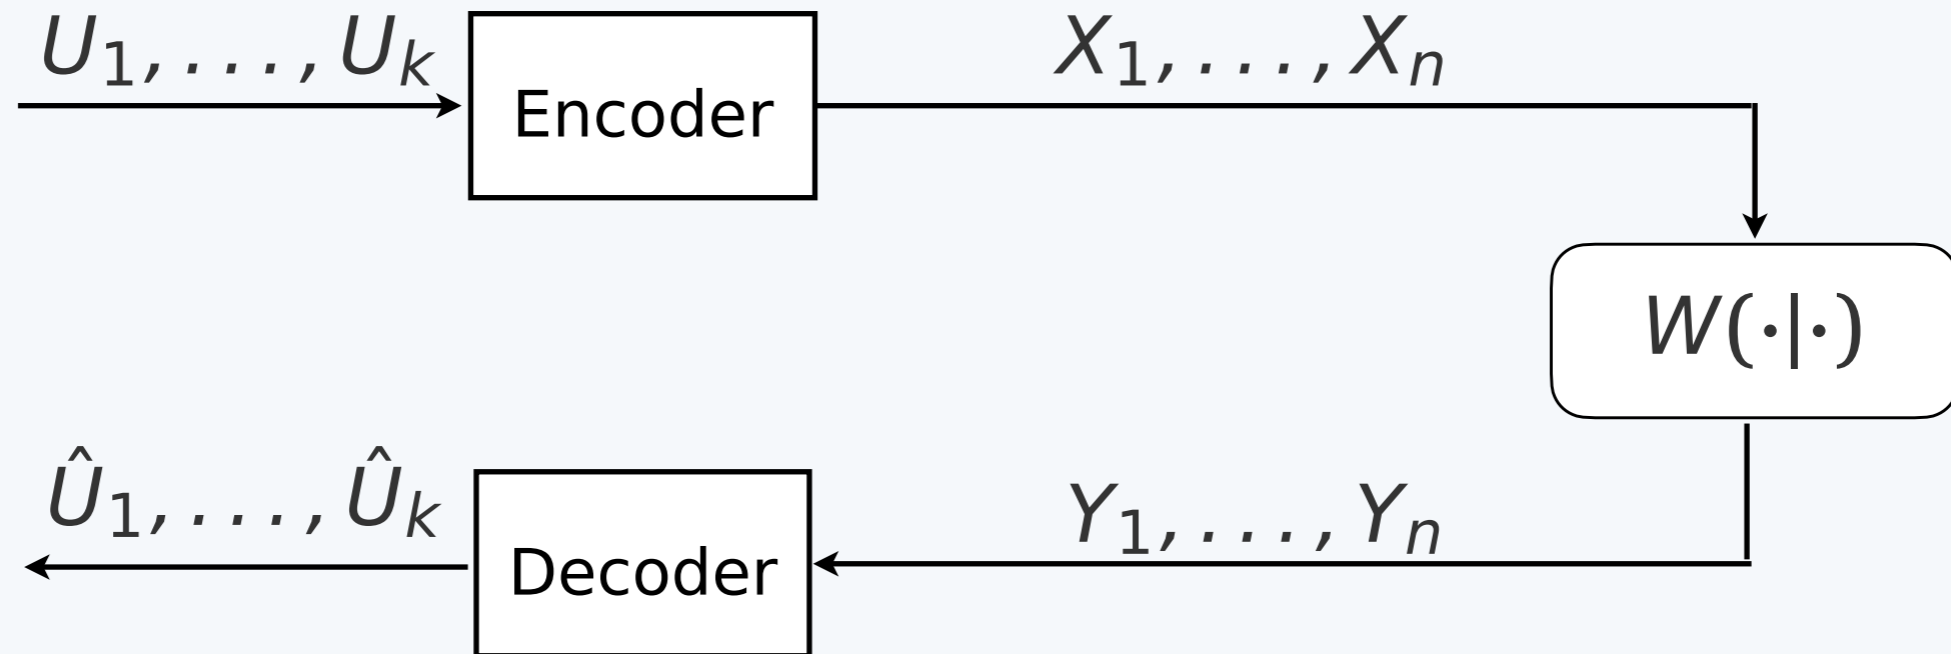 U₁, . . . , Uₖ
Encoder
X₁, . . . , Xₙ
W(·|·)
Û₁, . . . , Ûₖ
Decoder
Y₁, . . . , Yₙ